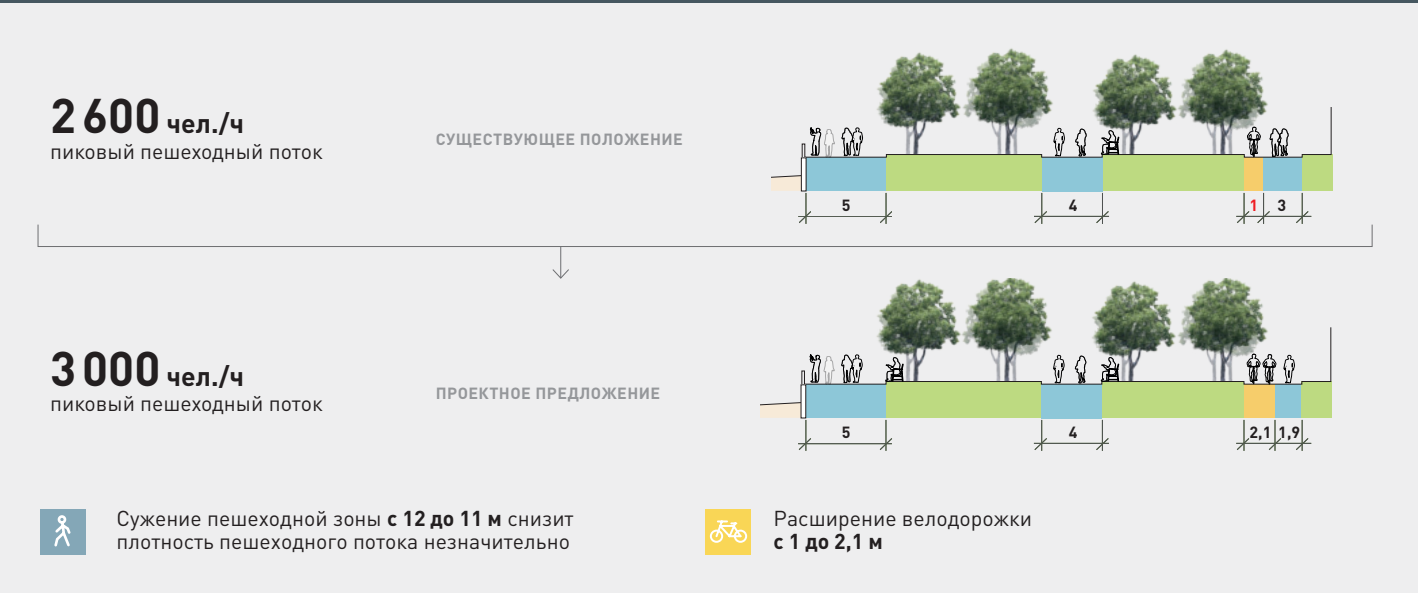 2 600 чел./ч
пиковый пешеходный поток
СУЩЕСТВУЮЩЕЕ ПОЛОЖЕНИЕ
5 4 1 3
3 000 чел./ч
пиковый пешеходный поток
ПРОЕКТНОЕ ПРЕДЛОЖЕНИЕ
5 4 2,1 1,9
Сужение пешеходной зоны с 12 до 11 м снизит
плотность пешеходного потока незначительно
Расширение велодорожки
с 1 до 2,1 м